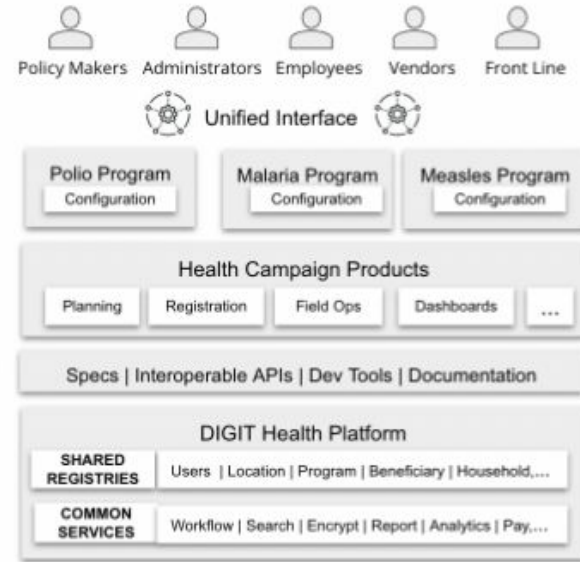 Policy Makers Administrators Employees Vendors Front Line
Unified Interface
Polio Program Malaria Program Measles Program
Configuration Configuration Configuration
Health Campaign Products
Planning Registration Field Ops Dashboards ...
Specs | Interoperable APIs | Dev Tools | Documentation
DIGIT Health Platform
SHARED REGISTRIES Users | Location | Program | Beneficiary | Household,...
COMMON SERVICES Workflow | Search | Encrypt | Report | Analytics | Pay,...